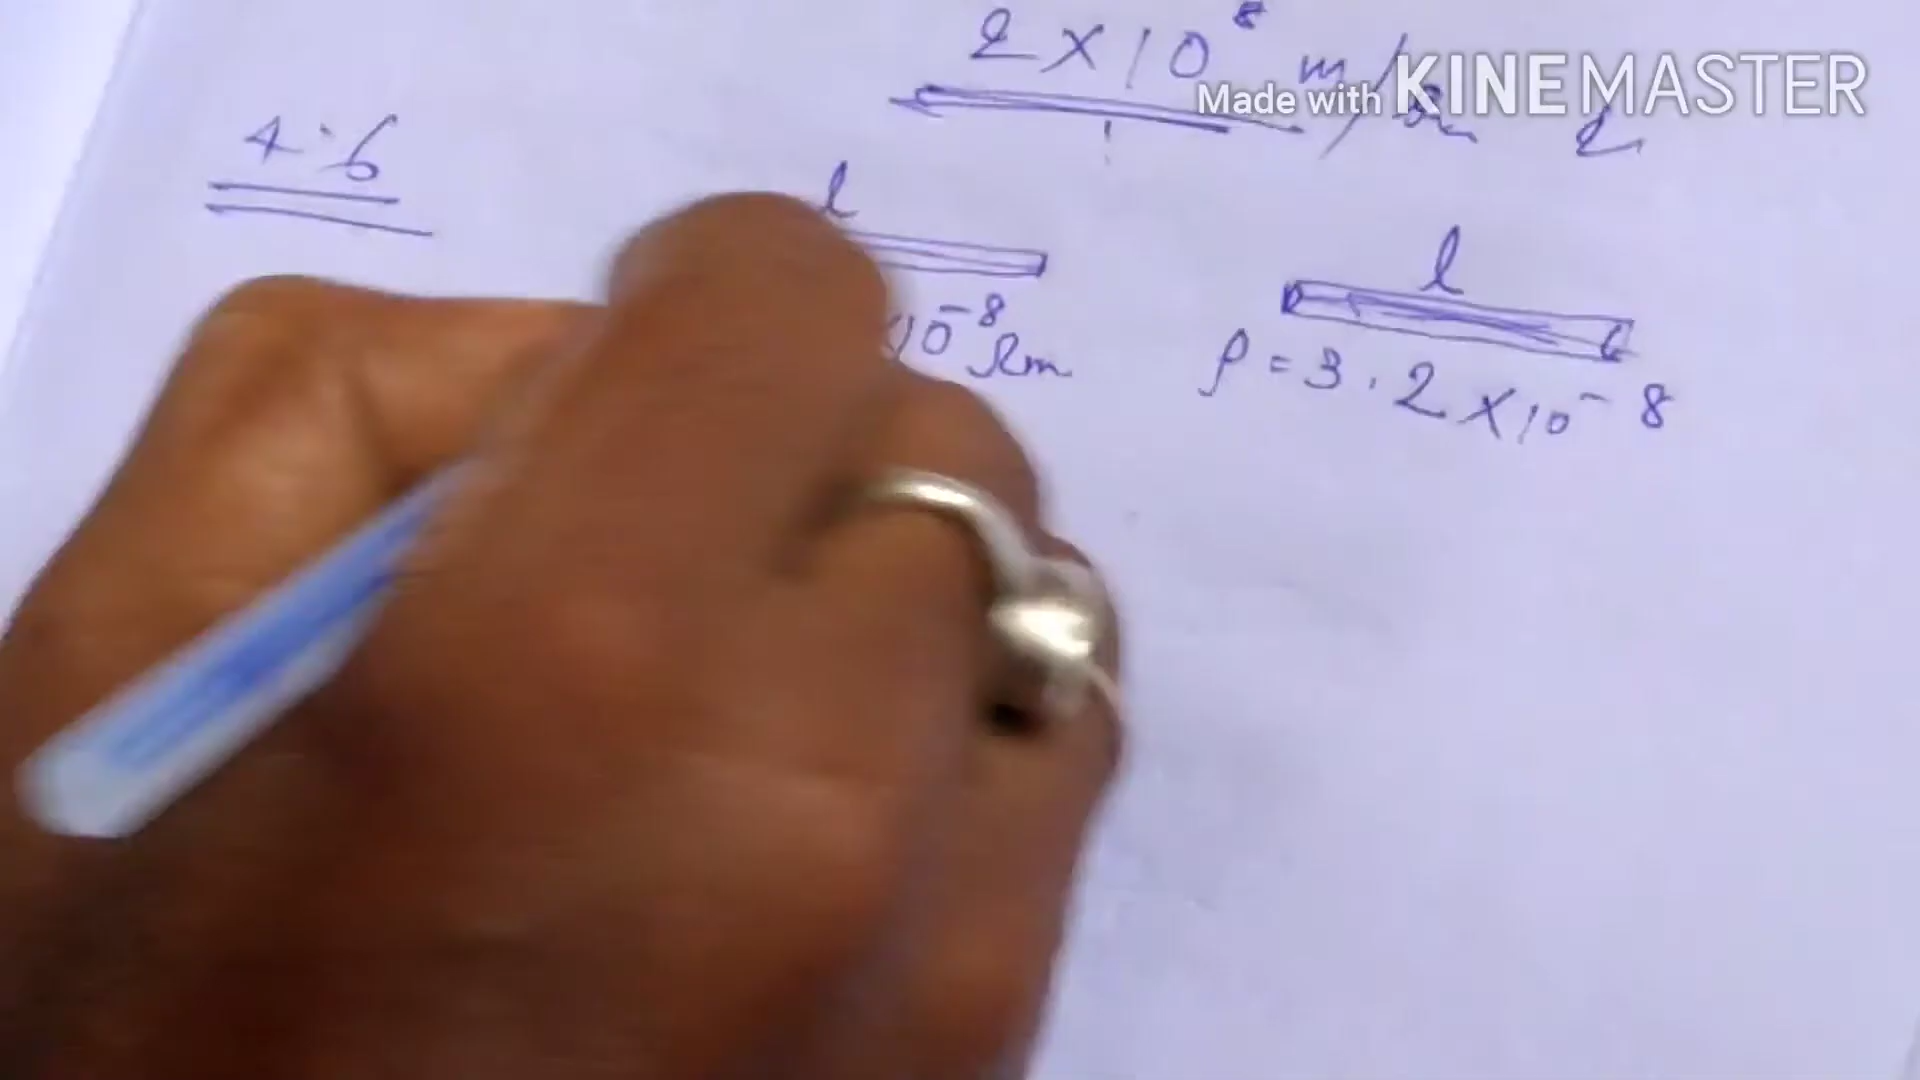 2 × 10⁸ m/
Made with KINEMASTER
4.6
l
l
10⁻⁸ Ωm
ρ = 3.2 × 10⁻⁸